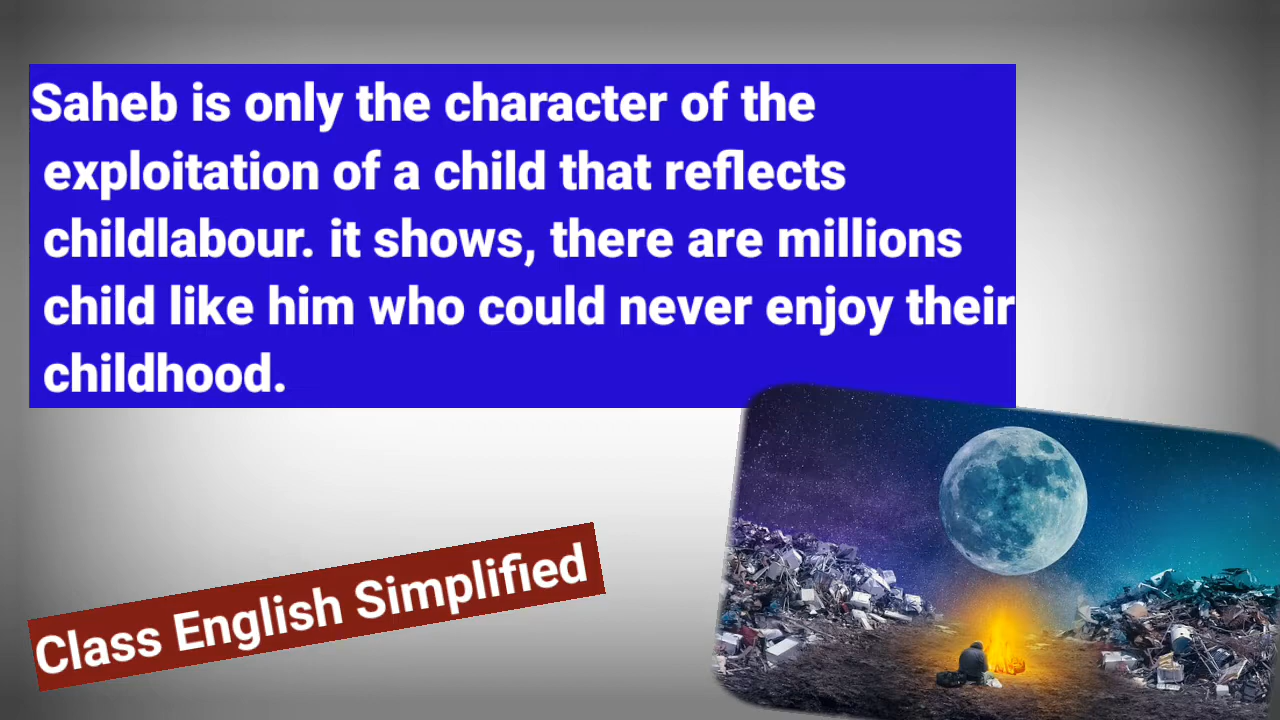 Saheb is only the character of the
exploitation of a child that reflects
childlabour. it shows, there are millions
child like him who could never enjoy their
childhood.
Class English Simplified